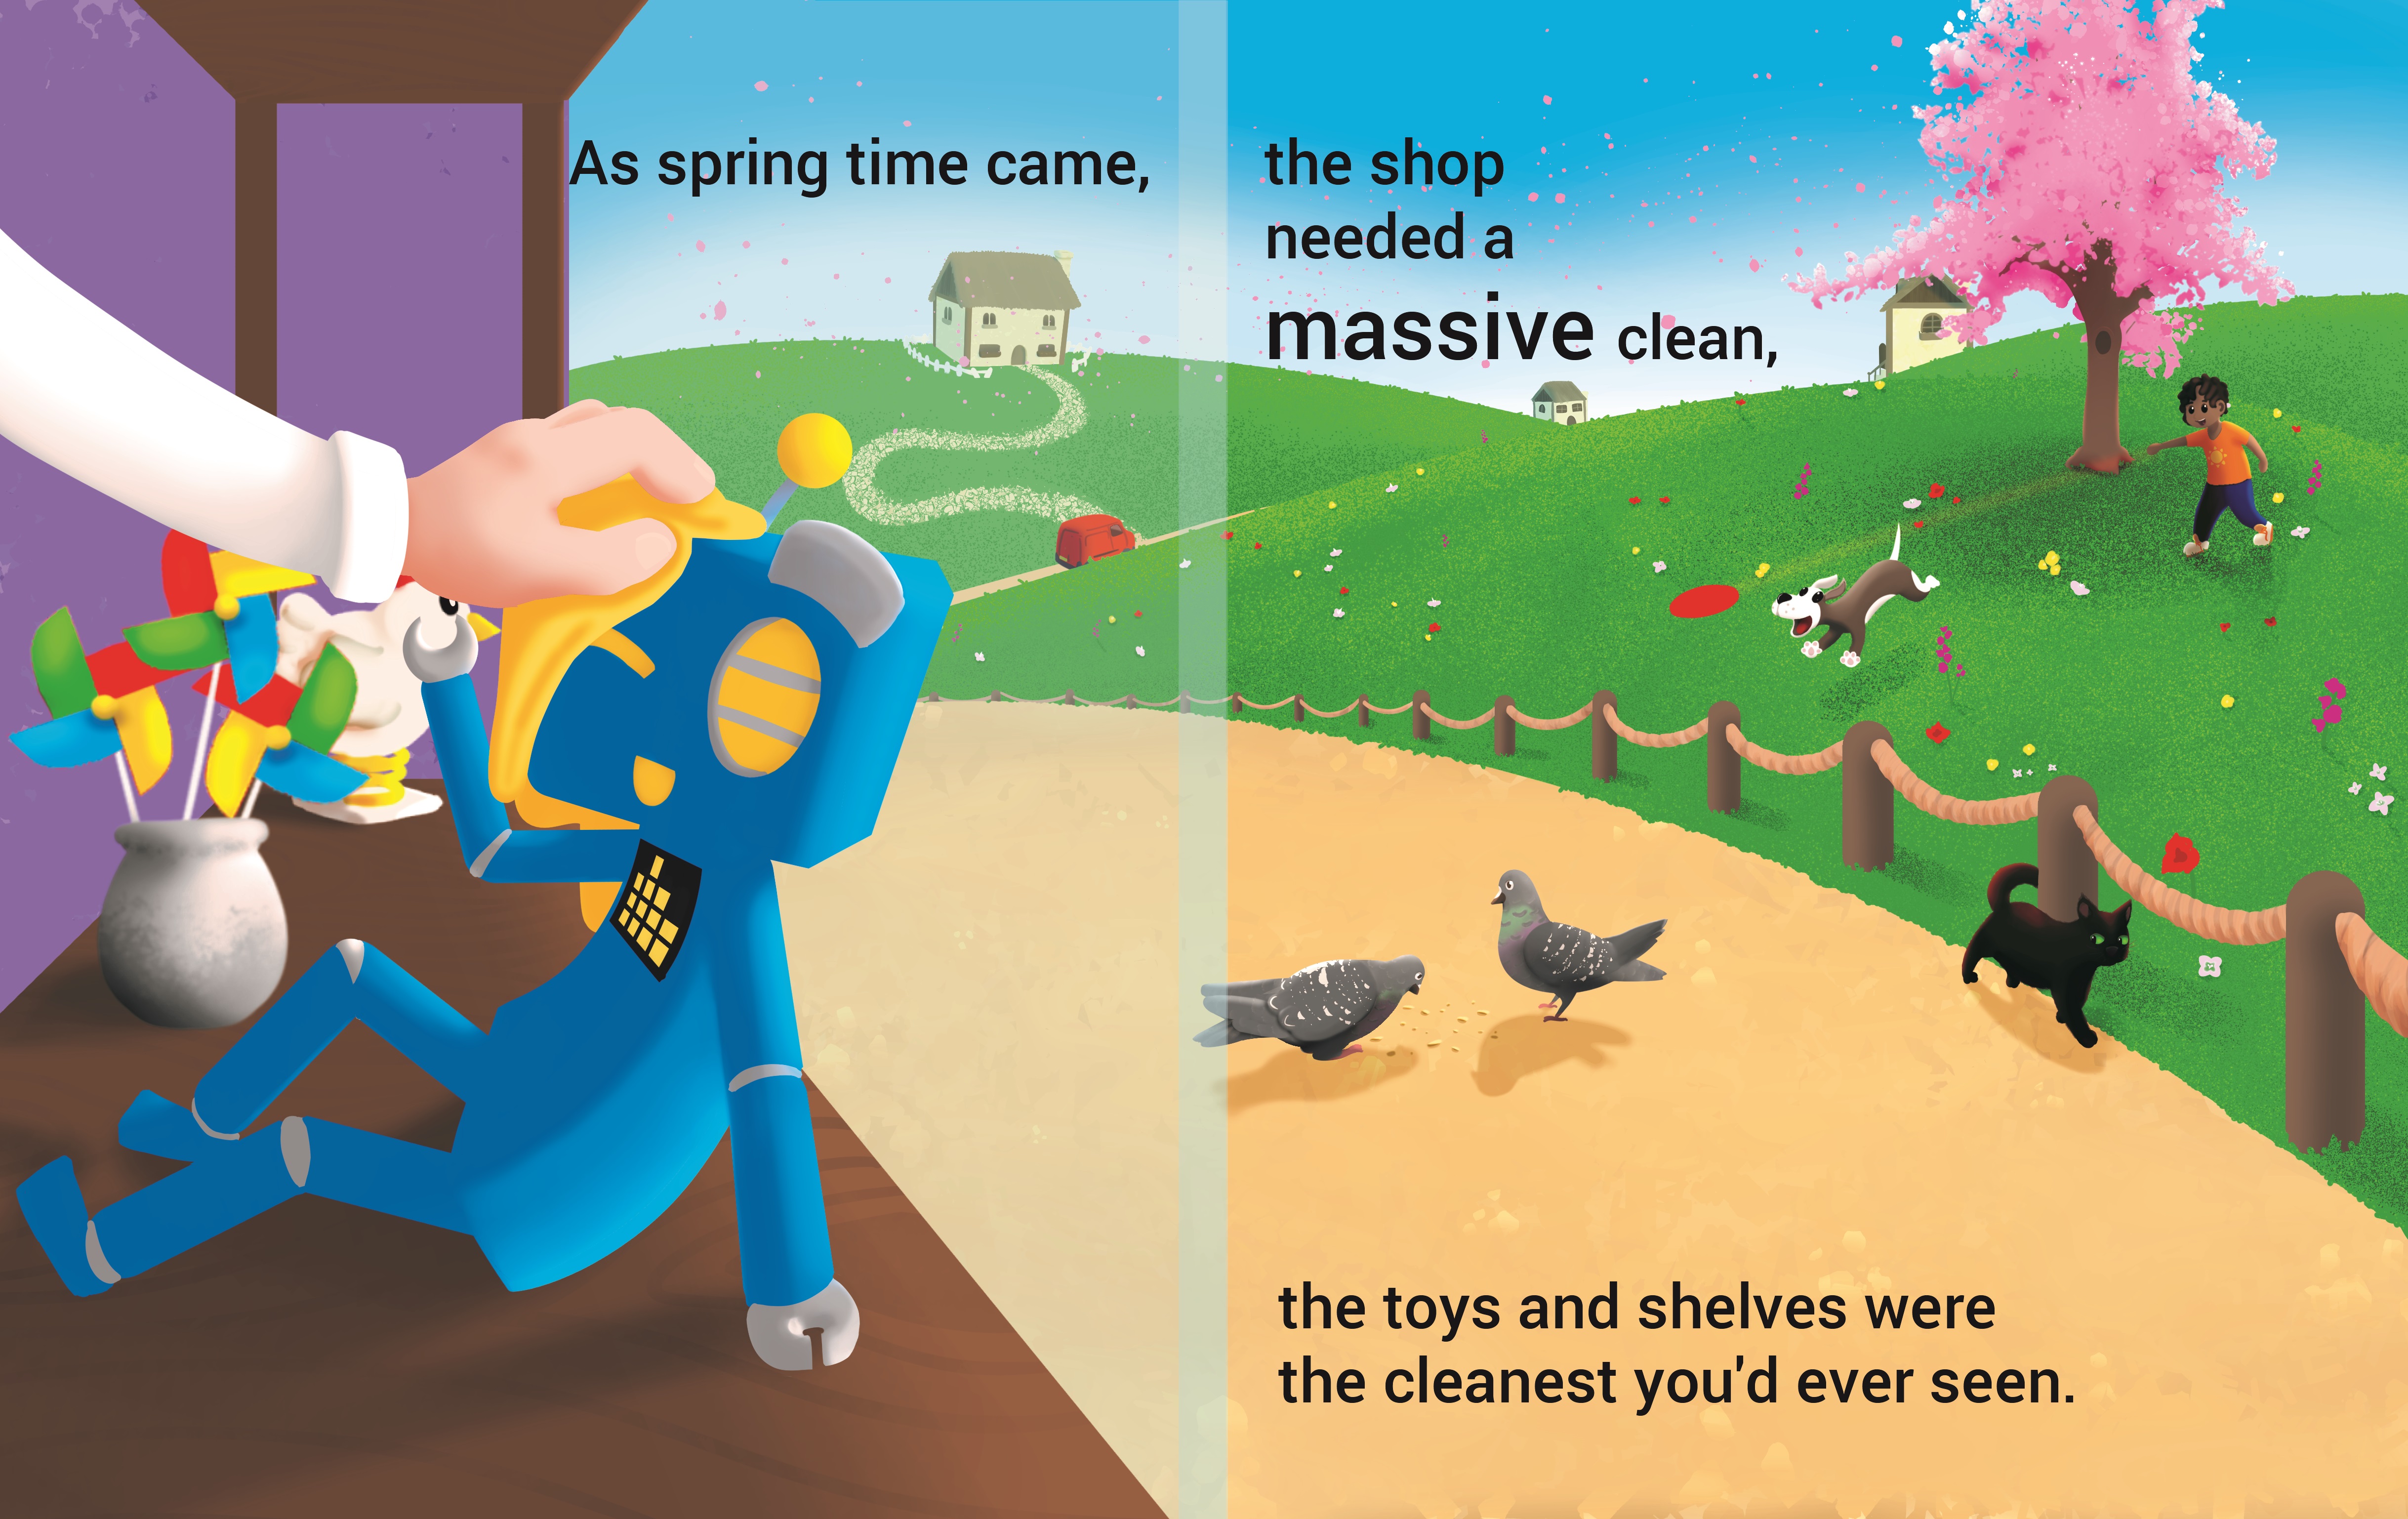 As spring time came,
the shop
needed a
massive clean,
the toys and shelves were
the cleanest you'd ever seen.